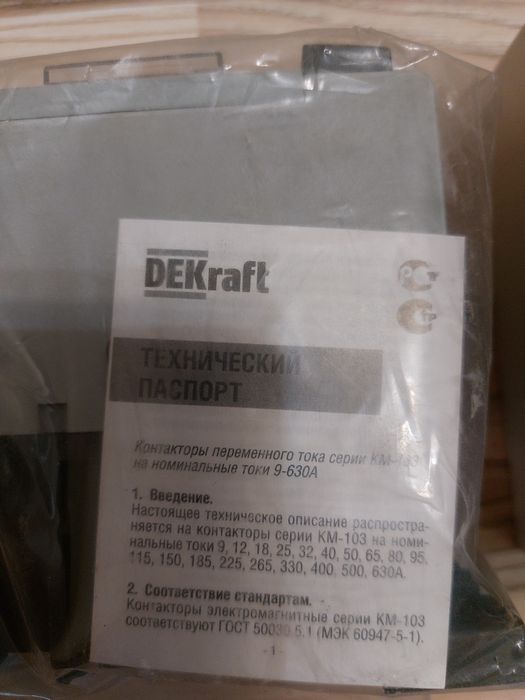 DEKraft
ТЕХНИЧЕСКИЙ
ПАСПОРТ
Контакторы переменного тока серии КМ-103
на номинальные токи 9-630А
1. Введение.
Настоящее техническое описание распростра-
няется на контакторы серии КМ-103 на номи-
нальные токи 9, 12, 18, 25, 32, 40, 50, 65, 80, 95,
115, 150, 185, 225, 265, 330, 400, 500, 630А.
2. Соответствие стандартам.
Контакторы электромагнитные серии КМ-103
соответствуют ГОСТ 50030.5.1 (МЭК 60947-5-1).
-1-